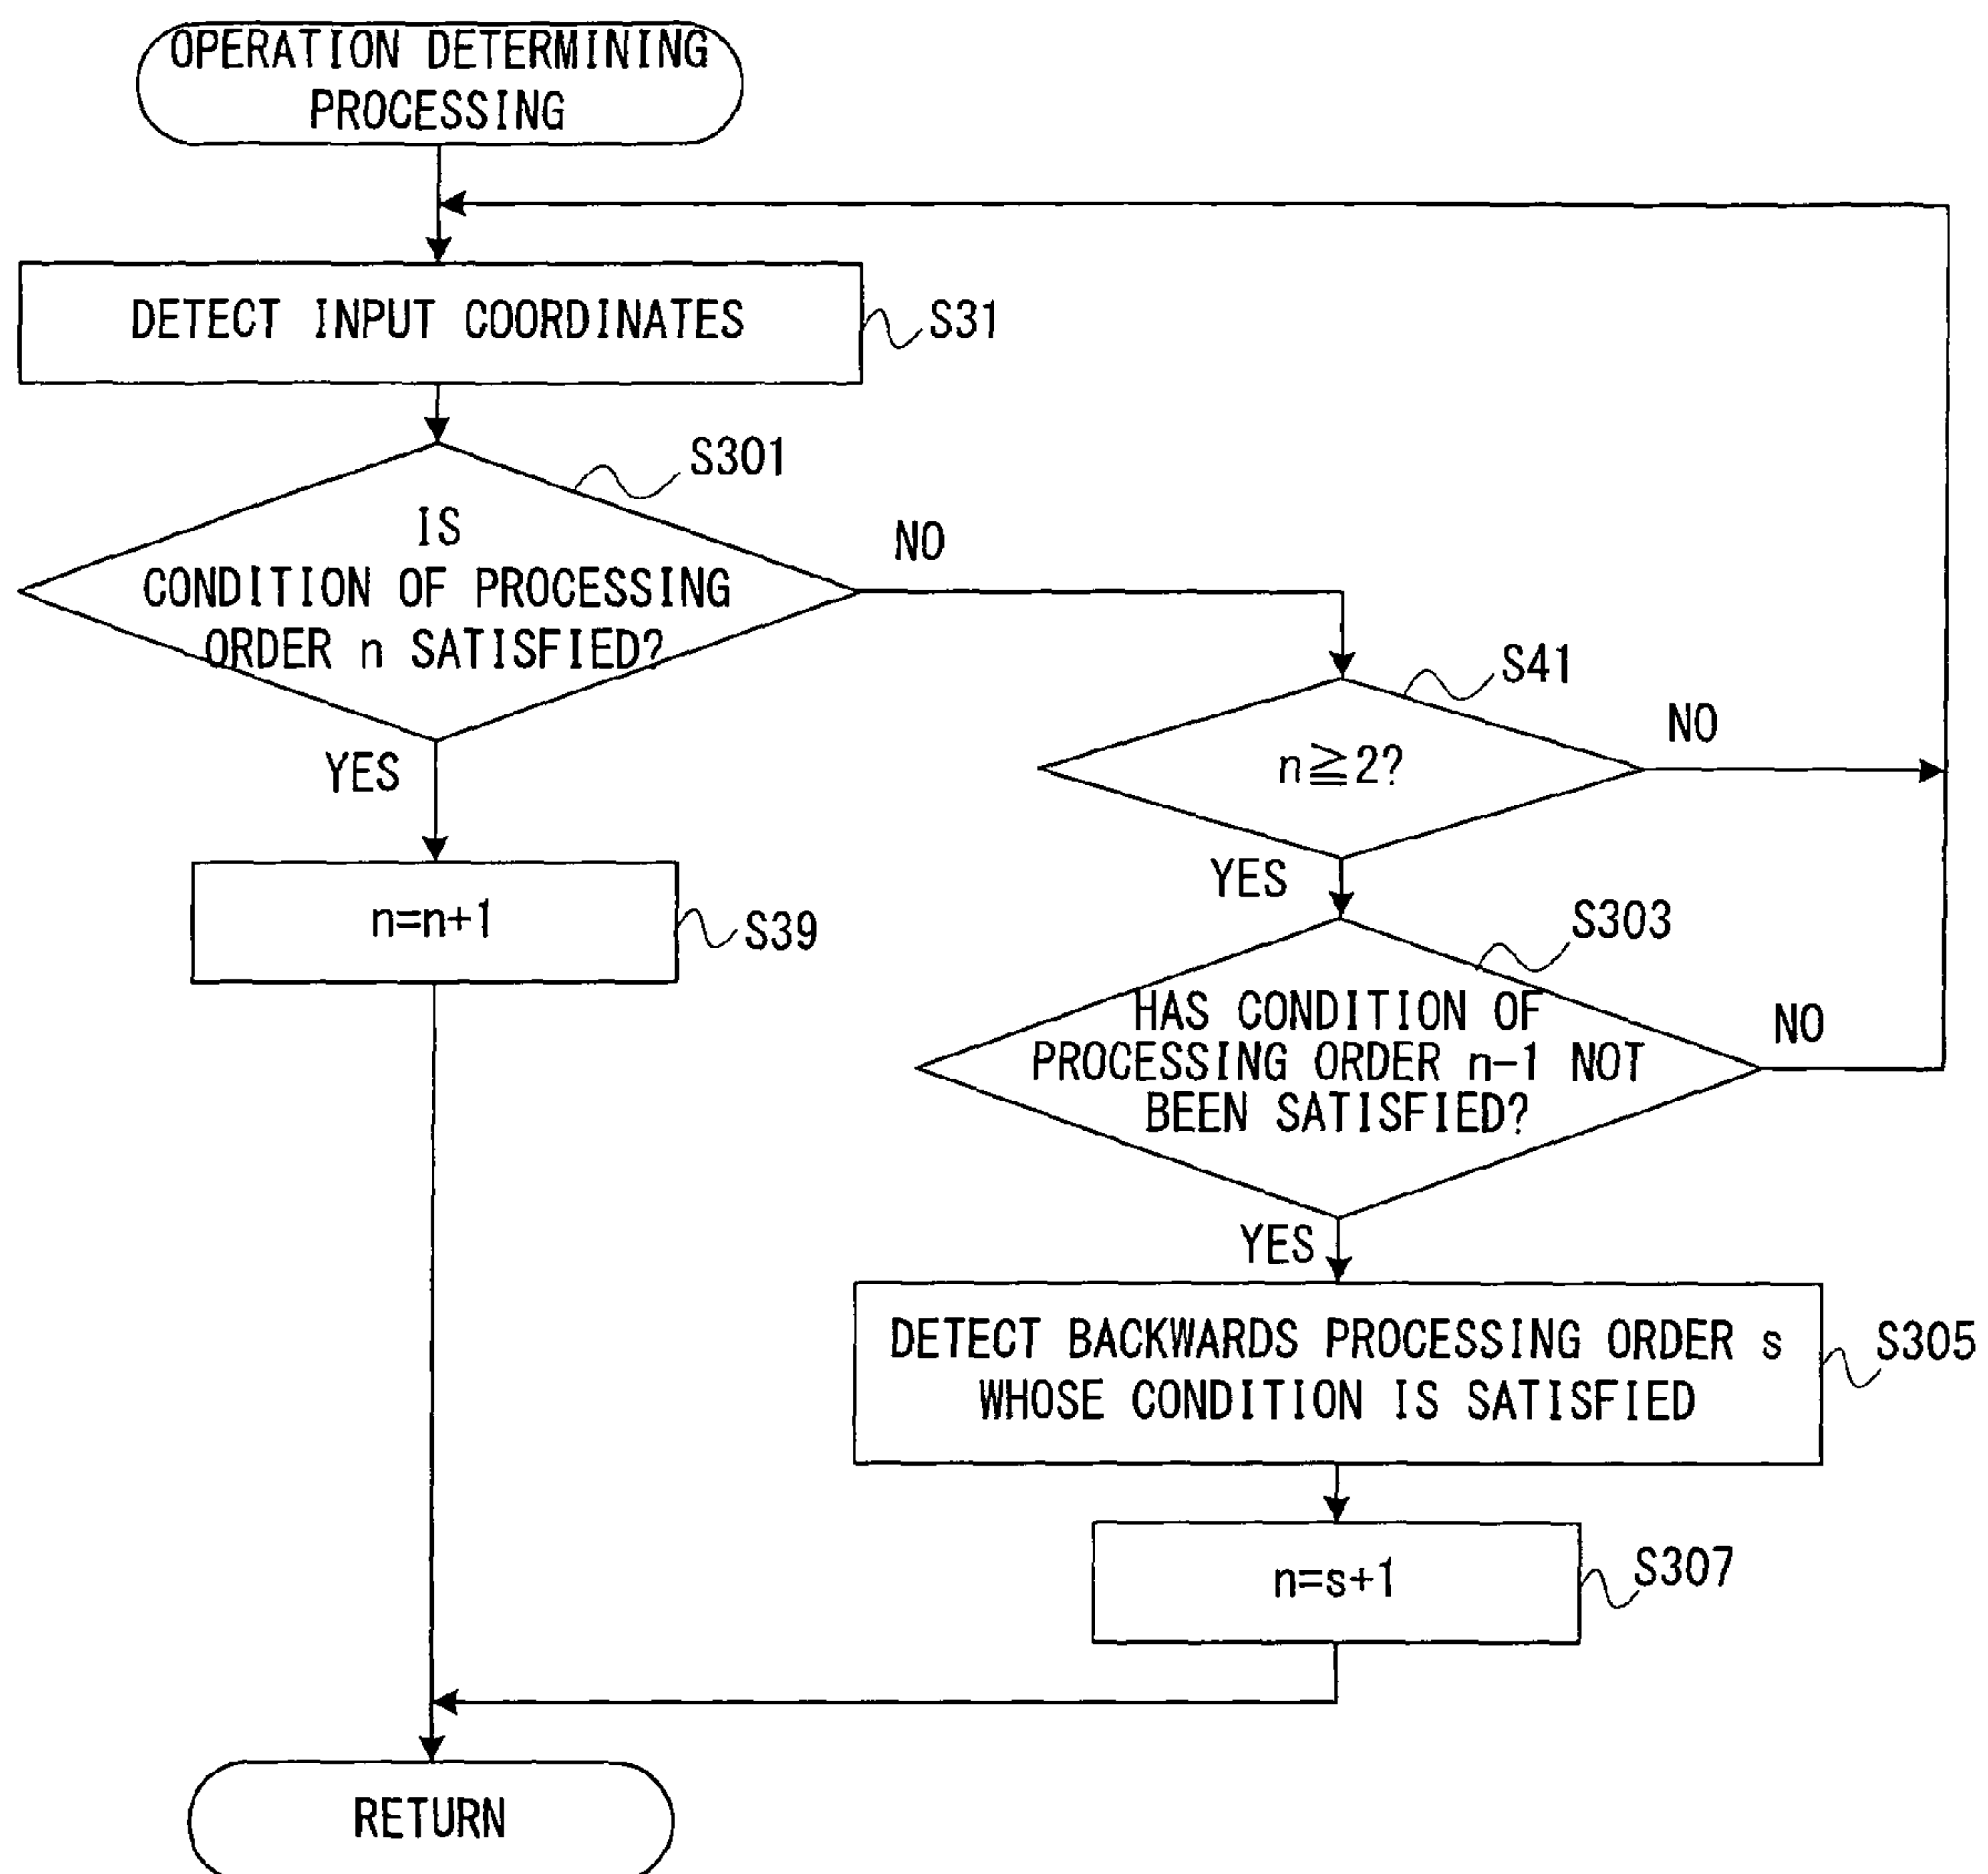 OPERATION DETERMINING
PROCESSING
DETECT INPUT COORDINATES
S31
S301
IS
CONDITION OF PROCESSING
ORDER n SATISFIED?
NO
YES
S41
n≧2?
NO
YES
n=n+1
S39
S303
HAS CONDITION OF
PROCESSING ORDER n-1 NOT
BEEN SATISFIED?
NO
YES
DETECT BACKWARDS PROCESSING ORDER s
WHOSE CONDITION IS SATISFIED
S305
n=s+1
S307
RETURN